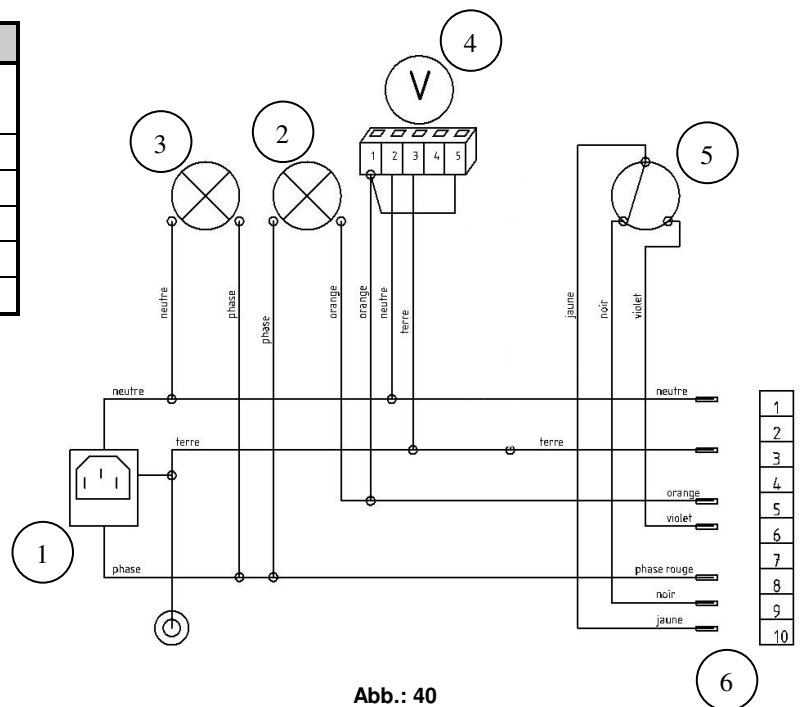 4
V
3
2
5
1 2 3 4 5
neutre
phase
phase
orange
orange
neutre
terre
jaune
noir
violet
neutre
neutre
1
2
terre
terre
3
4
orange
5
violet
6
7
1
phase
phase rouge
8
noir
9
jaune
10
6
Abb.: 40